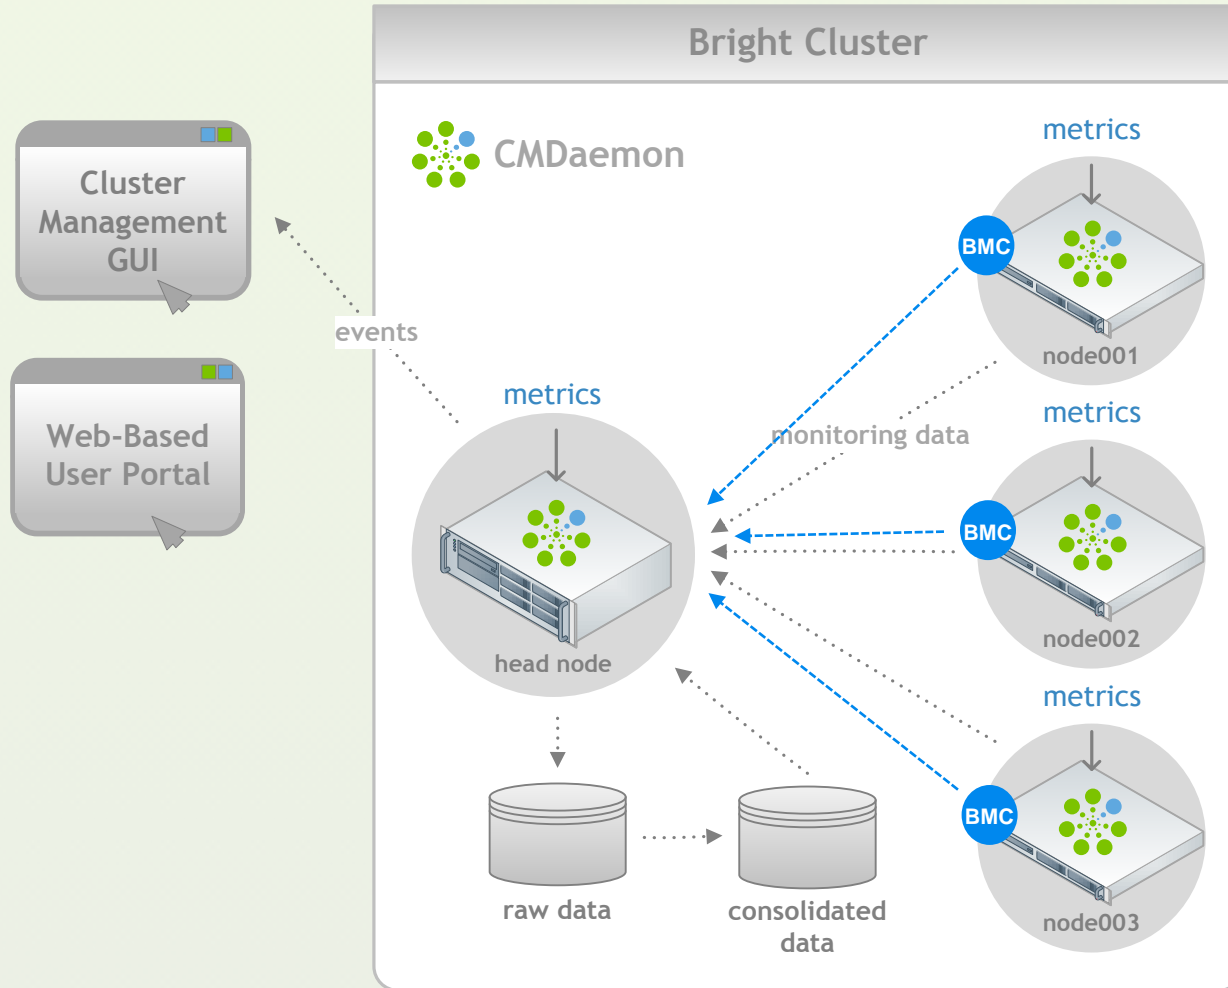 Bright Cluster
CMDaemon
Cluster
Management
GUI
Web-Based
User Portal
events
metrics
head node
monitoring data
metrics
BMC
node001
metrics
BMC
node002
metrics
BMC
node003
raw data
consolidated
data